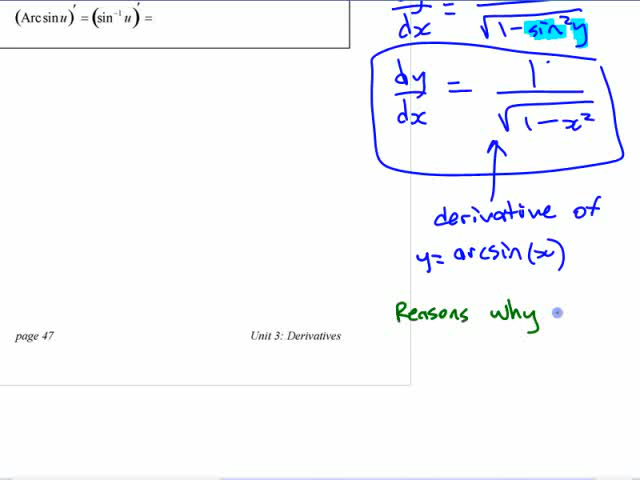 (Arcsin u)' = (sin⁻¹ u)' =
dy/dx = 1/√(1-x²)
derivative of
y = arcsin(x)
Reasons why
page 47 Unit 3: Derivatives
dx = √1-sin²y